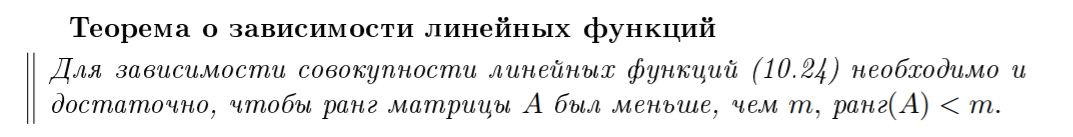 Теорема о зависимости линейных функций
Для зависимости совокупности линейных функций (10.24) необходимо и
достаточно, чтобы ранг матрицы A был меньше, чем m, ранг(A) < m.